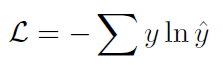 ℒ = − ∑ y ln ŷ